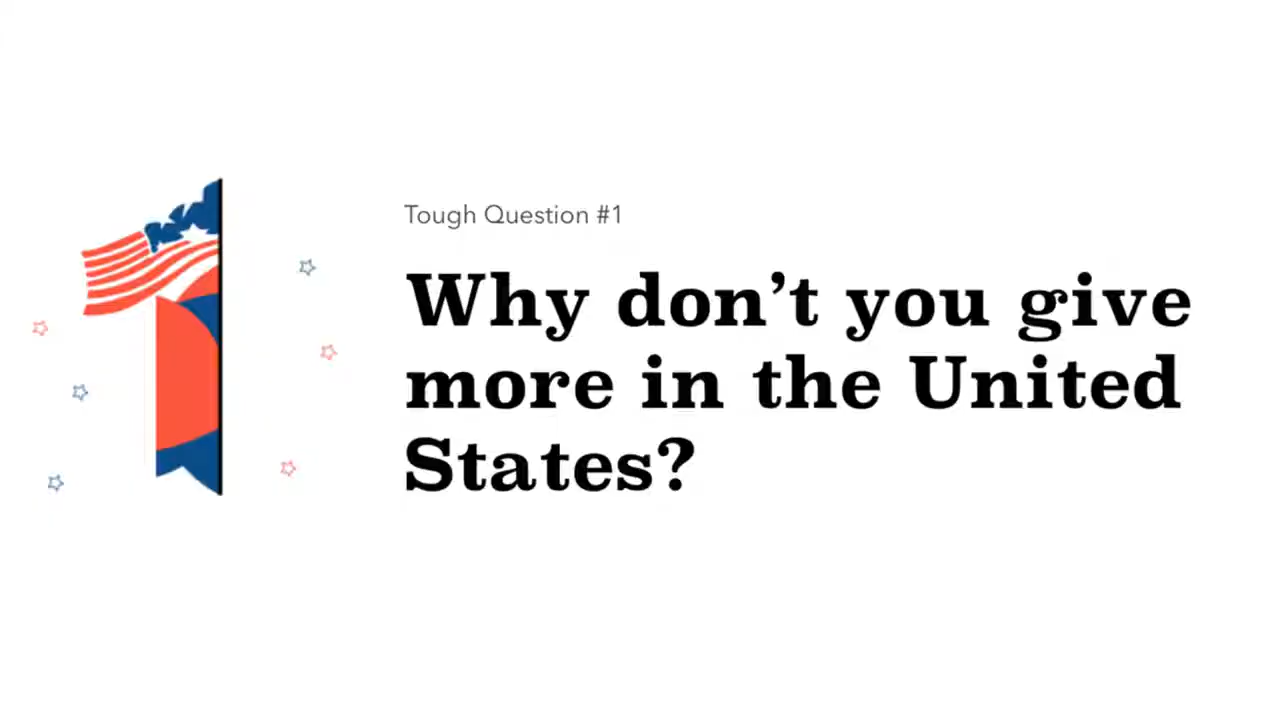 Tough Question #1
Why don’t you give
more in the United
States?